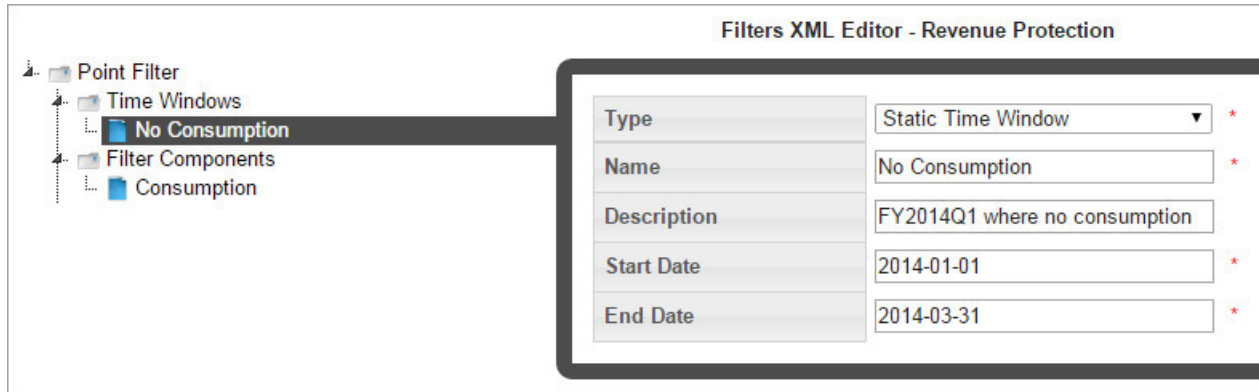 Filters XML Editor - Revenue Protection
Point Filter
Time Windows
No Consumption
Filter Components
Consumption
Type Static Time Window *
Name No Consumption *
Description FY2014Q1 where no consumption
Start Date 2014-01-01 *
End Date 2014-03-31 *